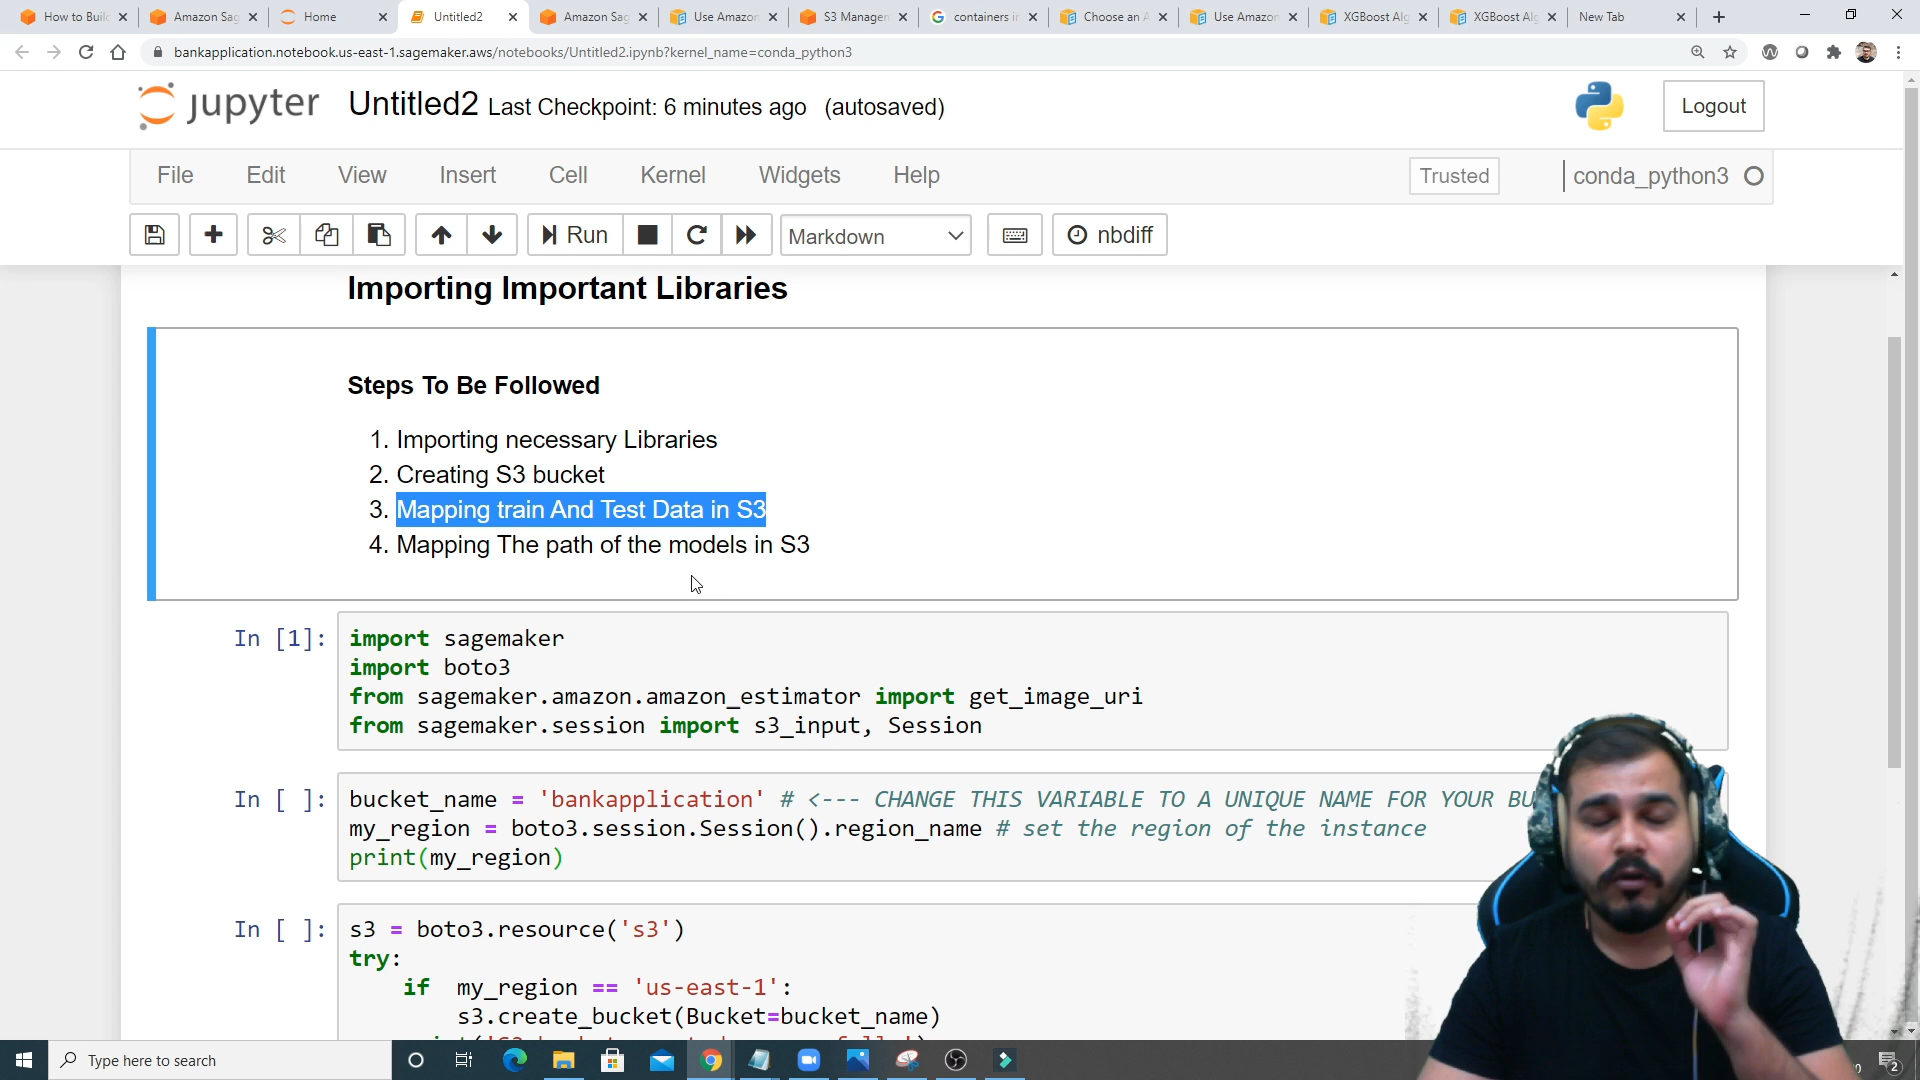 How to Buil
Amazon Sag
Home
Untitled2
Amazon Sag
Use Amazon
S3 Managem
containers in
Choose an A
Use Amazon
XGBoost Alg
XGBoost Alg
New Tab
bankapplication.notebook.us-east-1.sagemaker.aws/notebooks/Untitled2.ipynb?kernel_name=conda_python3
jupyter Untitled2 Last Checkpoint: 6 minutes ago (autosaved)
Logout
File Edit View Insert Cell Kernel Widgets Help
Trusted
conda_python3
Run
Markdown
nbdiff
Importing Important Libraries
Steps To Be Followed
1. Importing necessary Libraries
2. Creating S3 bucket
3. Mapping train And Test Data in S3
4. Mapping The path of the models in S3
In [1]:
import sagemaker
import boto3
from sagemaker.amazon.amazon_estimator import get_image_uri
from sagemaker.session import s3_input, Session
In [ ]:
bucket_name = 'bankapplication' # <--- CHANGE THIS VARIABLE TO A UNIQUE NAME FOR YOUR BU
my_region = boto3.session.Session().region_name # set the region of the instance
print(my_region)
In [ ]:
s3 = boto3.resource('s3')
try:
if my_region == 'us-east-1':
s3.create_bucket(Bucket=bucket_name)
Type here to search
2